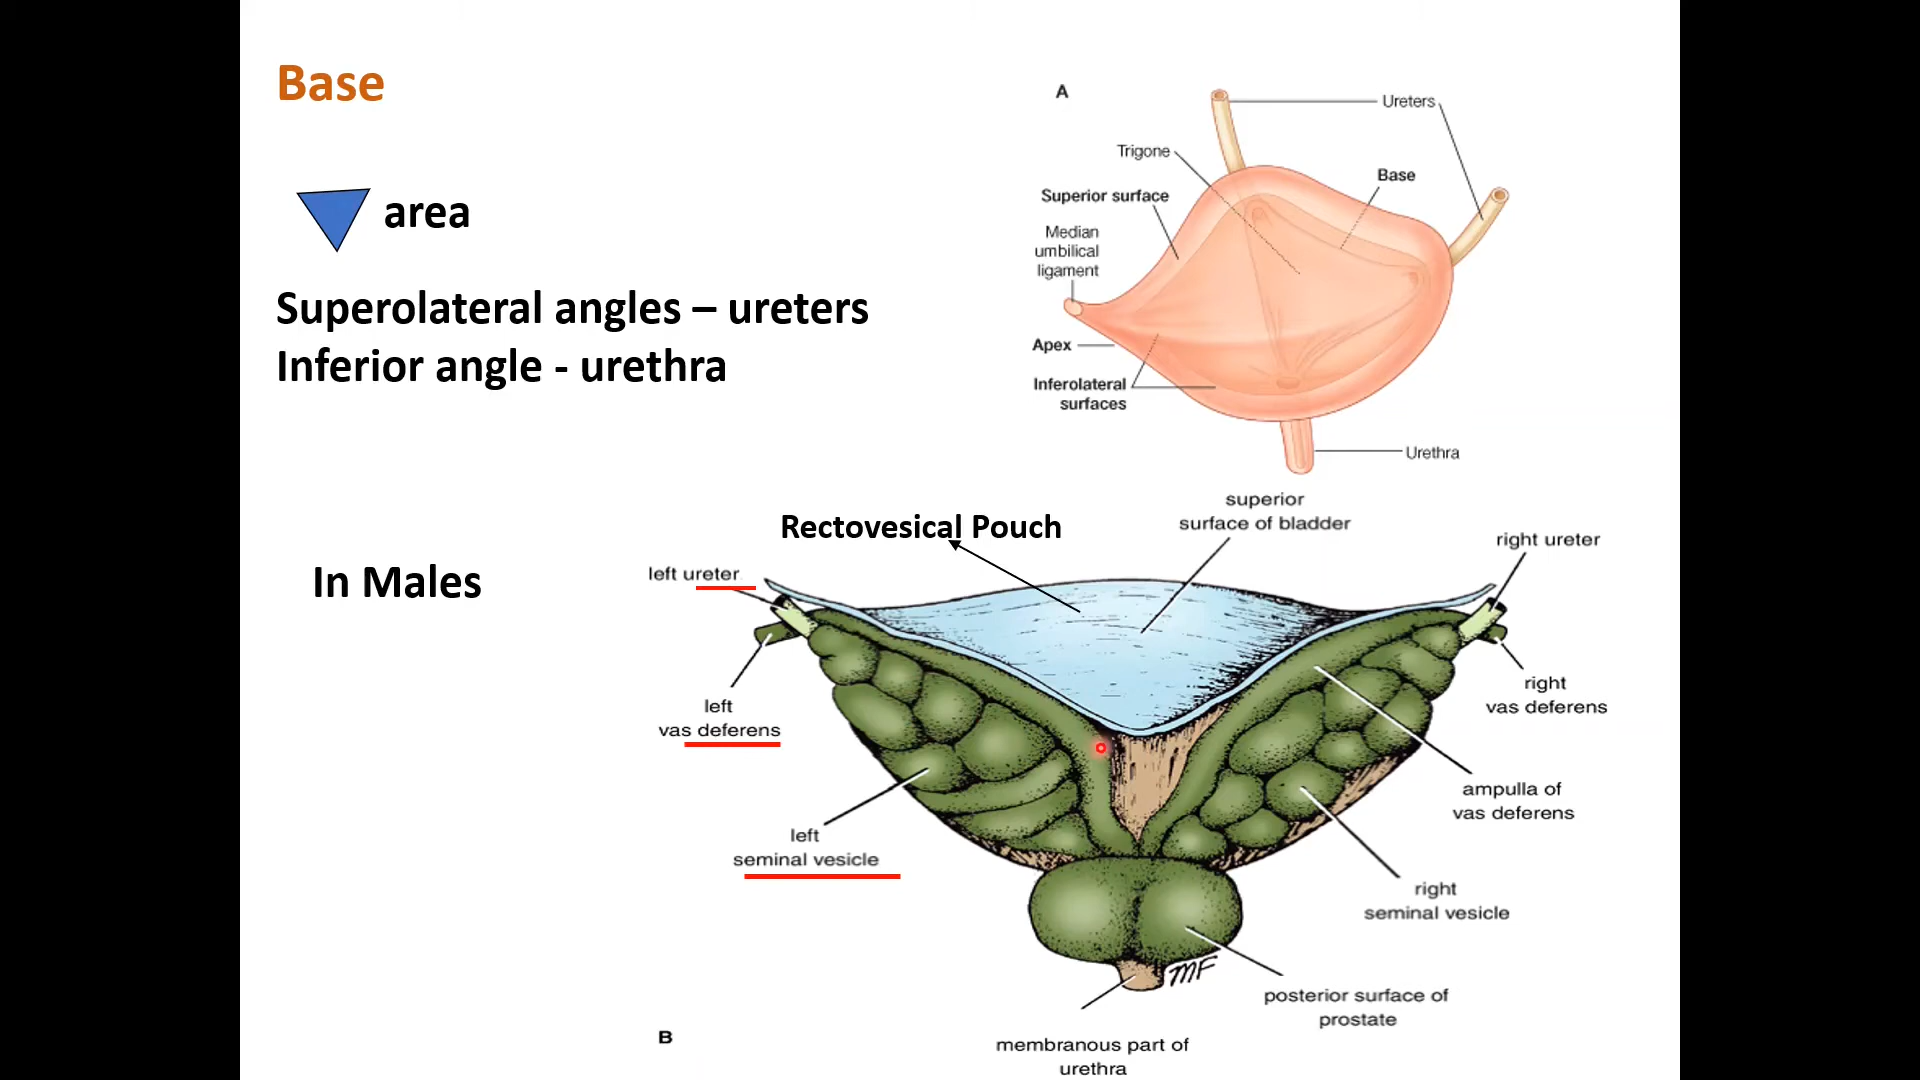 Base
area
Superolateral angles – ureters
Inferior angle - urethra
A
Ureters
Trigone
Base
Superior surface
Median
umbilical
ligament
Apex
Inferolateral
surfaces
Urethra
In Males
Rectovesical Pouch
superior
surface of bladder
right ureter
left ureter
left
vas deferens
right
vas deferens
ampulla of
vas deferens
left
seminal vesicle
right
seminal vesicle
MF
posterior surface of
prostate
B
membranous part of
urethra